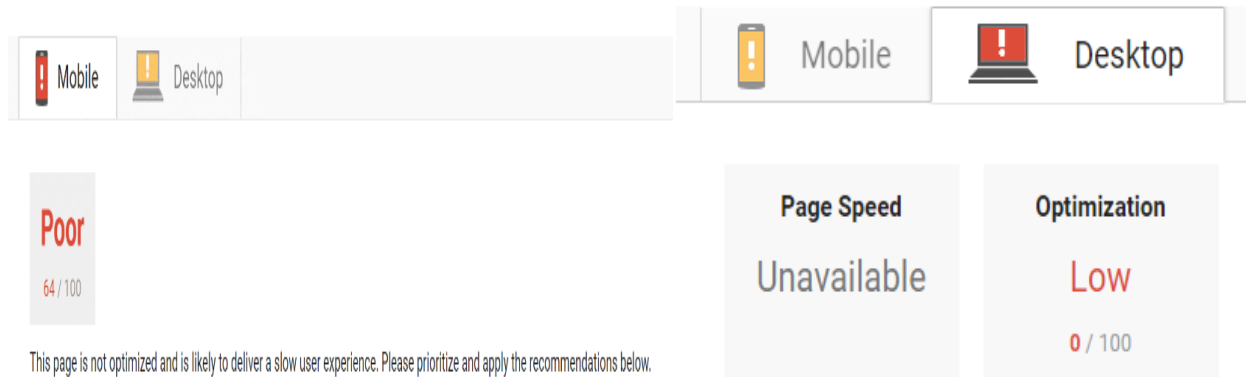 Mobile
Desktop
Poor
64 / 100
This page is not optimized and is likely to deliver a slow user experience. Please prioritize and apply the recommendations below.
Mobile
Desktop
Page Speed
Unavailable
Optimization
Low
0 / 100